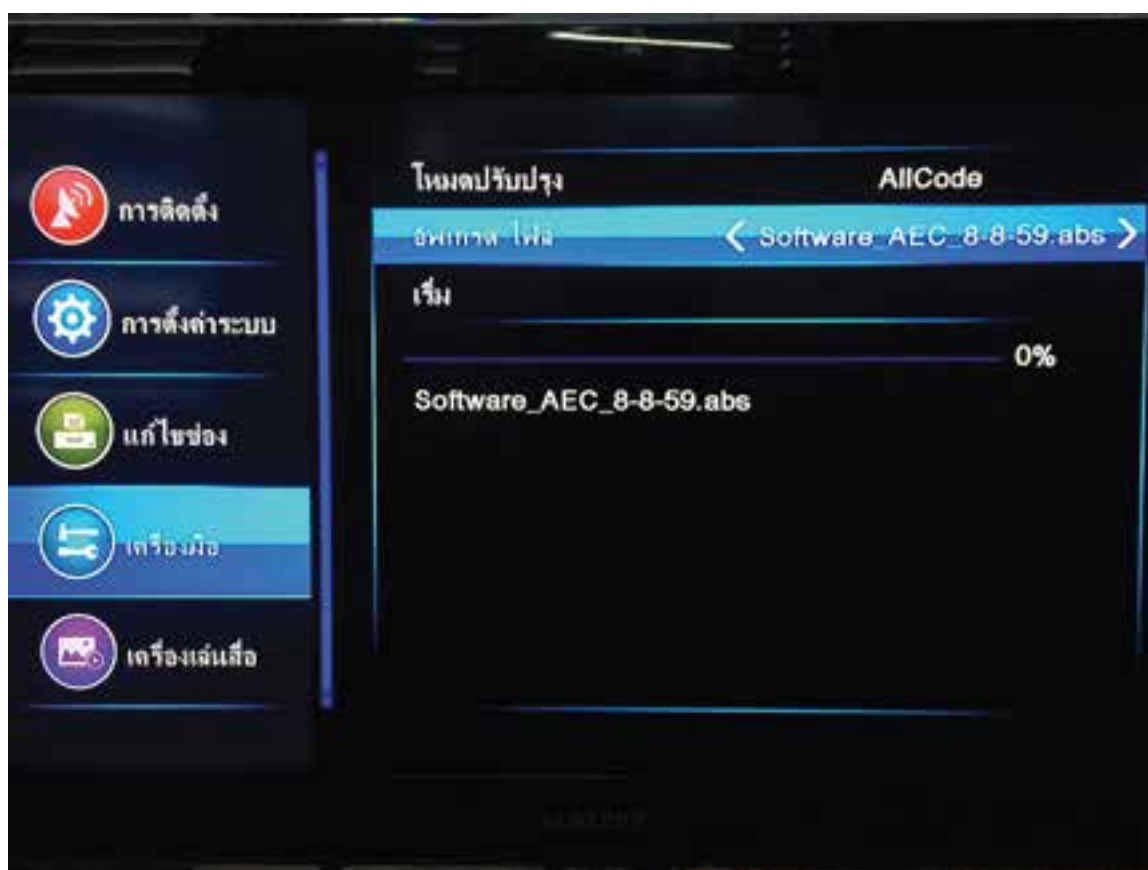 การติดตั้ง
การตั้งค่าระบบ
แก้ไขช่อง
เครื่องมือ
เครื่องเล่นสื่อ
โหมดปรับปรุง AllCode
อัพเกรด ไฟล์ < Software_AEC_8-8-59.abs >
เริ่ม
0%
Software_AEC_8-8-59.abs